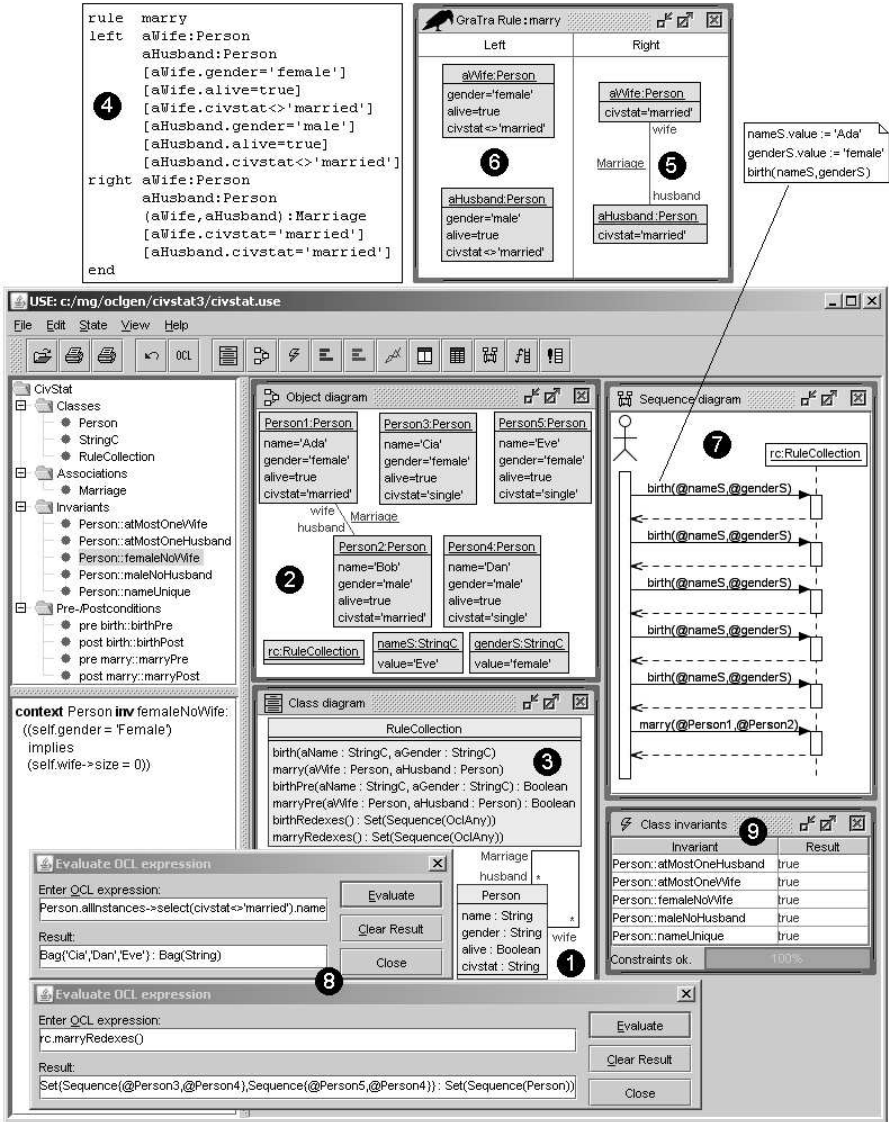 rule marry
left aWife:Person
aHusband:Person
[aWife.gender='female']
[aWife.alive=true]
[aWife.civstat<>'married']
[aHusband.gender='male']
[aHusband.alive=true]
[aHusband.civstat<>'married']
right aWife:Person
aHusband:Person
(aWife,aHusband):Marriage
[aWife.civstat='married']
[aHusband.civstat='married']
end
4
GraTra Rule:marry
Left
Right
aWife:Person
gender='female'
alive=true
civstat<>'married'
6
aHusband:Person
gender='male'
alive=true
civstat<>'married'
aWife:Person
civstat='married'
wife
Marriage
5
husband
aHusband:Person
civstat='married'
nameS.value := 'Ada'
genderS.value := 'female'
birth(nameS,genderS)
USE: c:/mg/oclgen/civstat3/civstat.use
File Edit State View Help
OCL
CivStat
Classes
Person
StringC
RuleCollection
Associations
Marriage
Invariants
Person::atMostOneWife
Person::atMostOneHusband
Person::femaleNoWife
Person::maleNoHusband
Person::nameUnique
Pre-/Postconditions
pre birth::birthPre
post birth::birthPost
pre marry::marryPre
post marry::marryPost
context Person inv femaleNoWife:
((self.gender = 'Female')
implies
(self.wife->size = 0))
Object diagram
Person1:Person
name='Ada'
gender='female'
alive=true
civstat='married'
Person3:Person
name='Cia'
gender='female'
alive=true
civstat='single'
Person5:Person
name='Eve'
gender='female'
alive=true
civstat='single'
wife
Marriage
husband
2
Person2:Person
name='Bob'
gender='male'
alive=true
civstat='married'
Person4:Person
name='Dan'
gender='male'
alive=true
civstat='single'
rc:RuleCollection
nameS:StringC
value='Eve'
genderS:StringC
value='female'
Class diagram
RuleCollection
birth(aName : StringC, aGender : StringC)
marry(aWife : Person, aHusband : Person)
birthPre(aName : StringC, aGender : StringC) : Boolean
marryPre(aWife : Person, aHusband : Person) : Boolean
birthRedexes() : Set(Sequence(OclAny))
marryRedexes() : Set(Sequence(OclAny))
3
Marriage
husband *
*
wife
Person
name : String
gender : String
alive : Boolean
civstat : String
1
Sequence diagram
7
rc:RuleCollection
birth(@nameS,@genderS)
birth(@nameS,@genderS)
birth(@nameS,@genderS)
birth(@nameS,@genderS)
birth(@nameS,@genderS)
marry(@Person1,@Person2)
Class invariants
9
Invariant Result
Person::atMostOneHusband true
Person::atMostOneWife true
Person::femaleNoWife true
Person::maleNoHusband true
Person::nameUnique true
Constraints ok. 100%
Evaluate OCL expression
Enter OCL expression:
Person.allInstances->select(civstat<>'married').name
Result:
Bag{'Cia','Dan','Eve'} : Bag(String)
Evaluate
Clear Result
Close
8
Evaluate OCL expression
Enter OCL expression:
rc.marryRedexes()
Result:
Set{Sequence{@Person3,@Person4},Sequence{@Person5,@Person4}} : Set(Sequence(Person))
Evaluate
Clear Result
Close